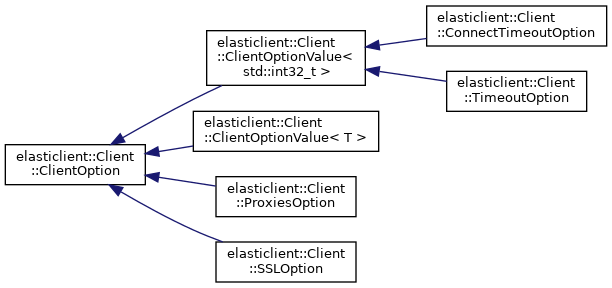 elasticlient::Client
::ClientOption
elasticlient::Client
::ClientOptionValue<
std::int32_t >
elasticlient::Client
::ClientOptionValue< T >
elasticlient::Client
::ProxiesOption
elasticlient::Client
::SSLOption
elasticlient::Client
::ConnectTimeoutOption
elasticlient::Client
::TimeoutOption